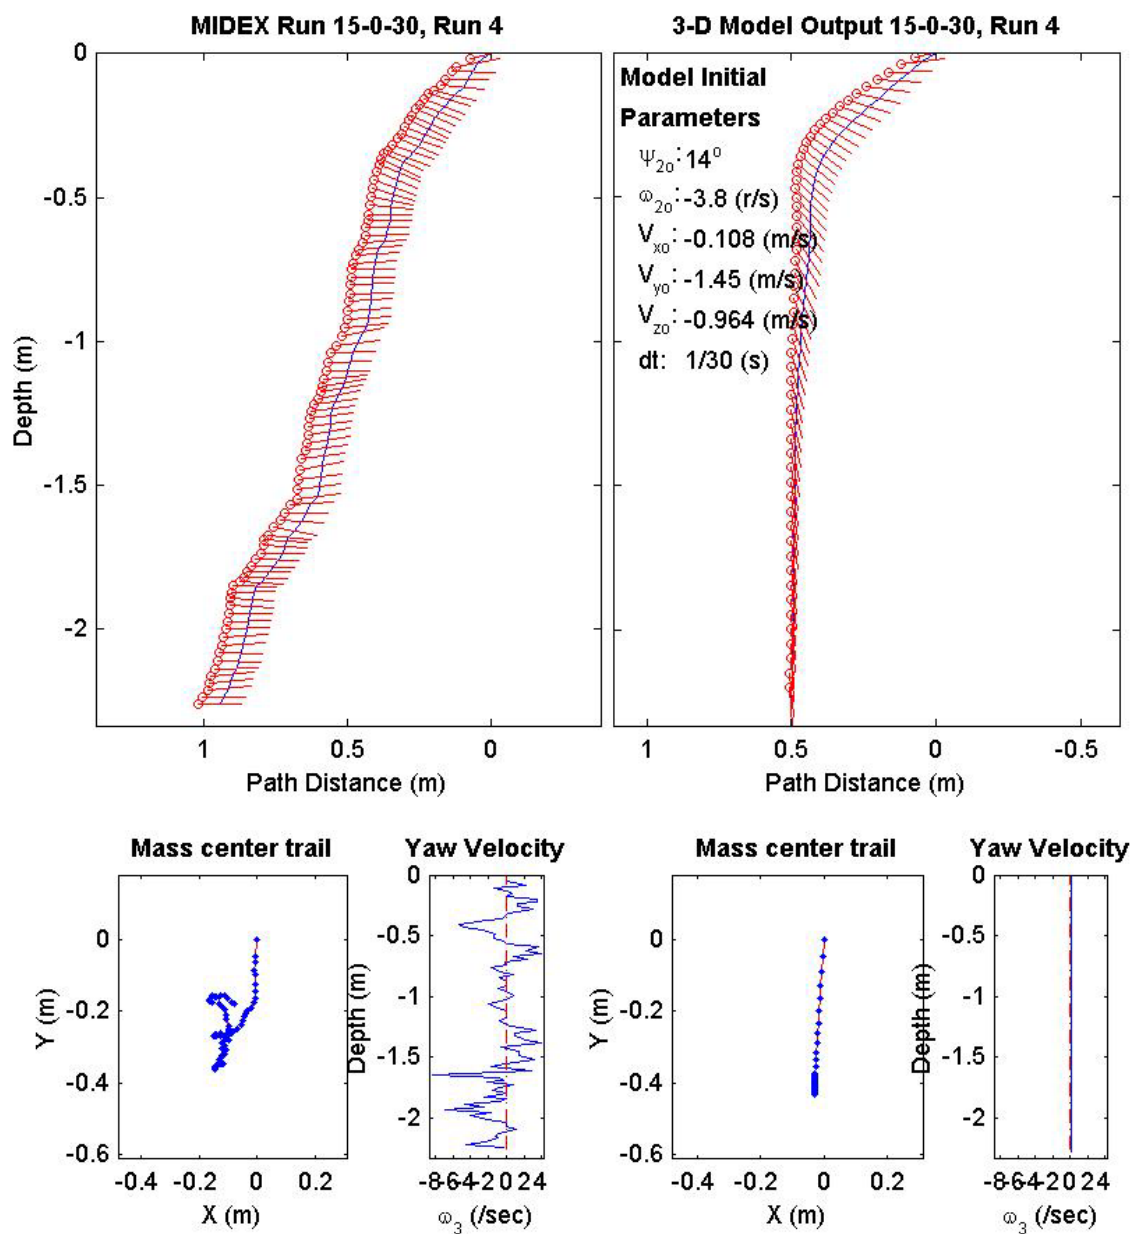 MIDEX Run 15-0-30, Run 4
3-D Model Output 15-0-30, Run 4
0
-0.5
-1
-1.5
-2
Depth (m)
1 0.5 0
Path Distance (m)
Model Initial
Parameters
Ψ2o: 14o
ω2o: -3.8 (r/s)
Vxo: -0.108 (m/s)
Vyo: -1.45 (m/s)
Vzo: -0.964 (m/s)
dt: 1/30 (s)
1 0.5 0 -0.5
Path Distance (m)
Mass center trail
0
-0.2
-0.4
-0.6
Y (m)
-0.4 -0.2 0 0.2
X (m)
Yaw Velocity
0
-0.5
-1
-1.5
-2
Depth (m)
-8-6-4-2 0 2 4
ω3 (/sec)
Mass center trail
0
-0.2
-0.4
-0.6
Y (m)
-0.4 -0.2 0 0.2
X (m)
Yaw Velocity
0
-0.5
-1
-1.5
-2
Depth (m)
-8-6-4-2 0 2 4
ω3 (/sec)